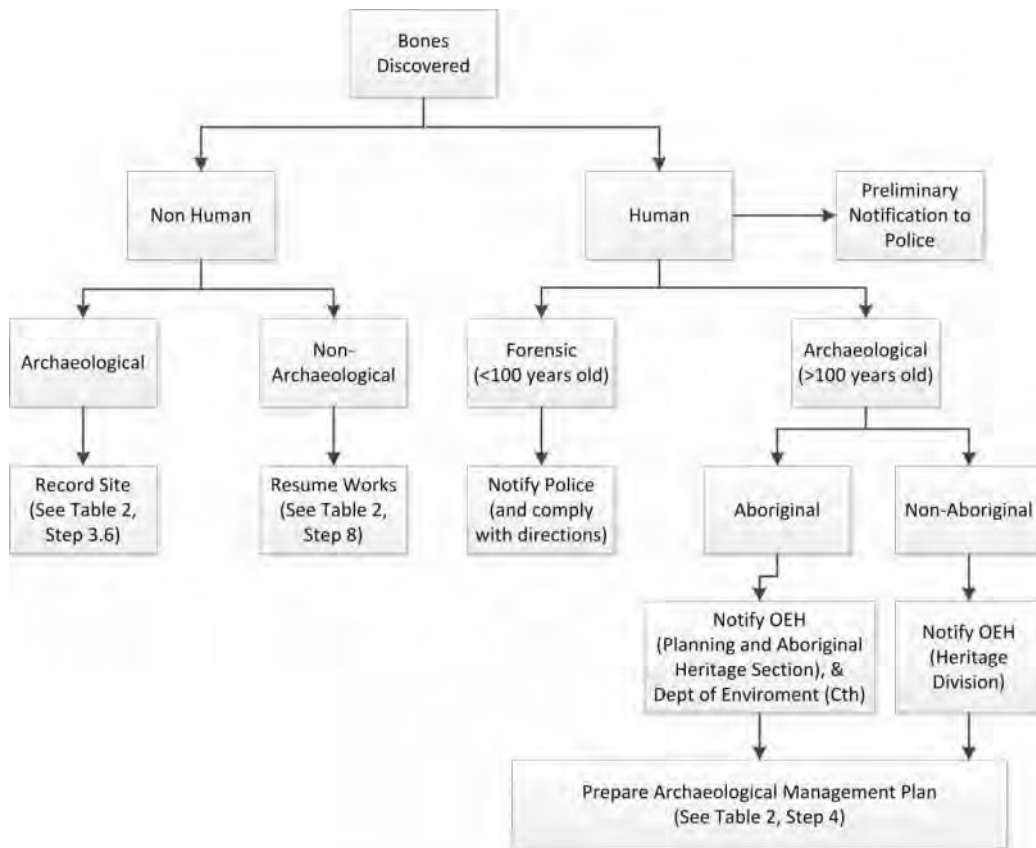 Bones
Discovered
Non Human
Human
Preliminary
Notification to
Police
Archaeological
Non-
Archaeological
Forensic
(<100 years old)
Archaeological
(>100 years old)
Record Site
(See Table 2,
Step 3.6)
Resume Works
(See Table 2,
Step 8)
Notify Police
(and comply
with directions)
Aboriginal
Non-Aboriginal
Notify OEH
(Planning and Aboriginal
Heritage Section), &
Dept of Enviroment (Cth)
Notify OEH
(Heritage
Division)
Prepare Archaeological Management Plan
(See Table 2, Step 4)